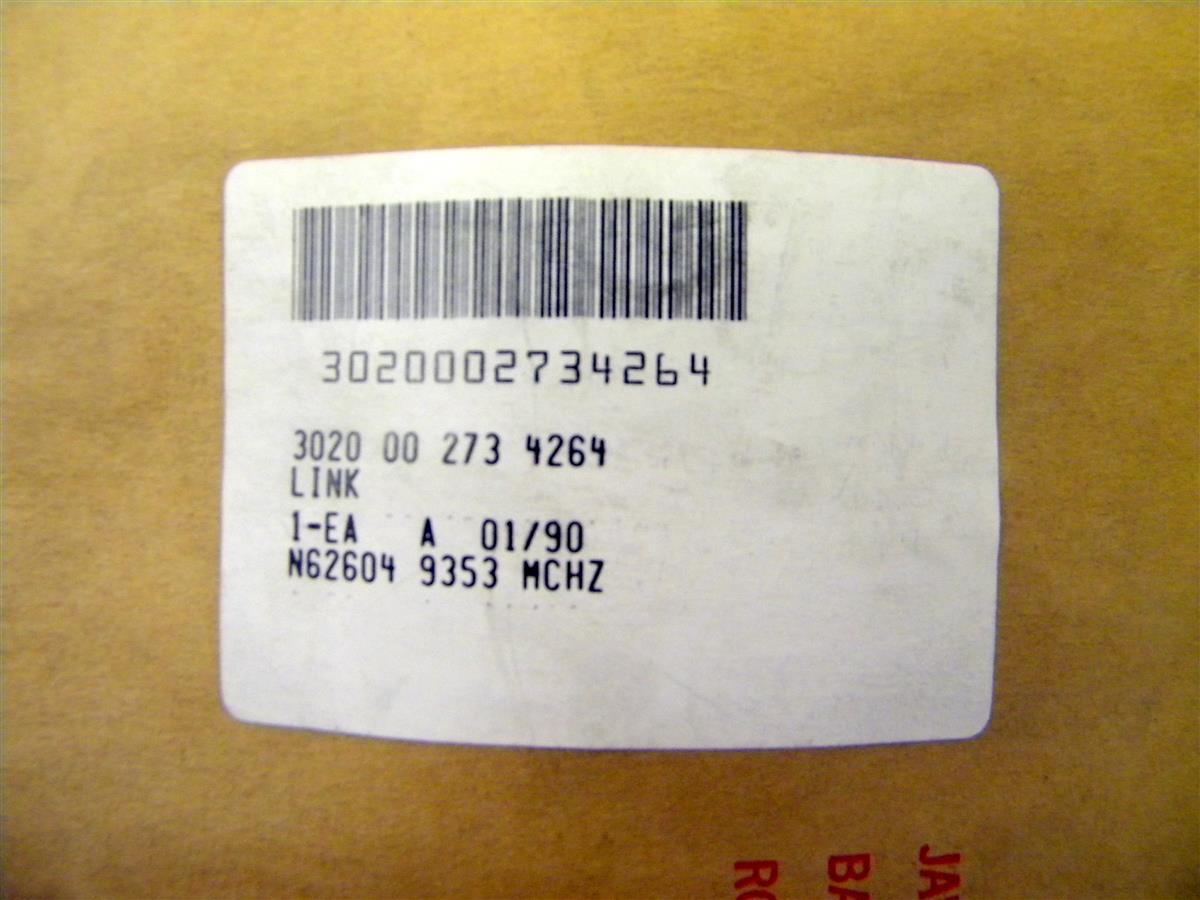 3020002734264
3020 00 273 4264
LINK
1-EA A 01/90
N62604 9353 MCHZ